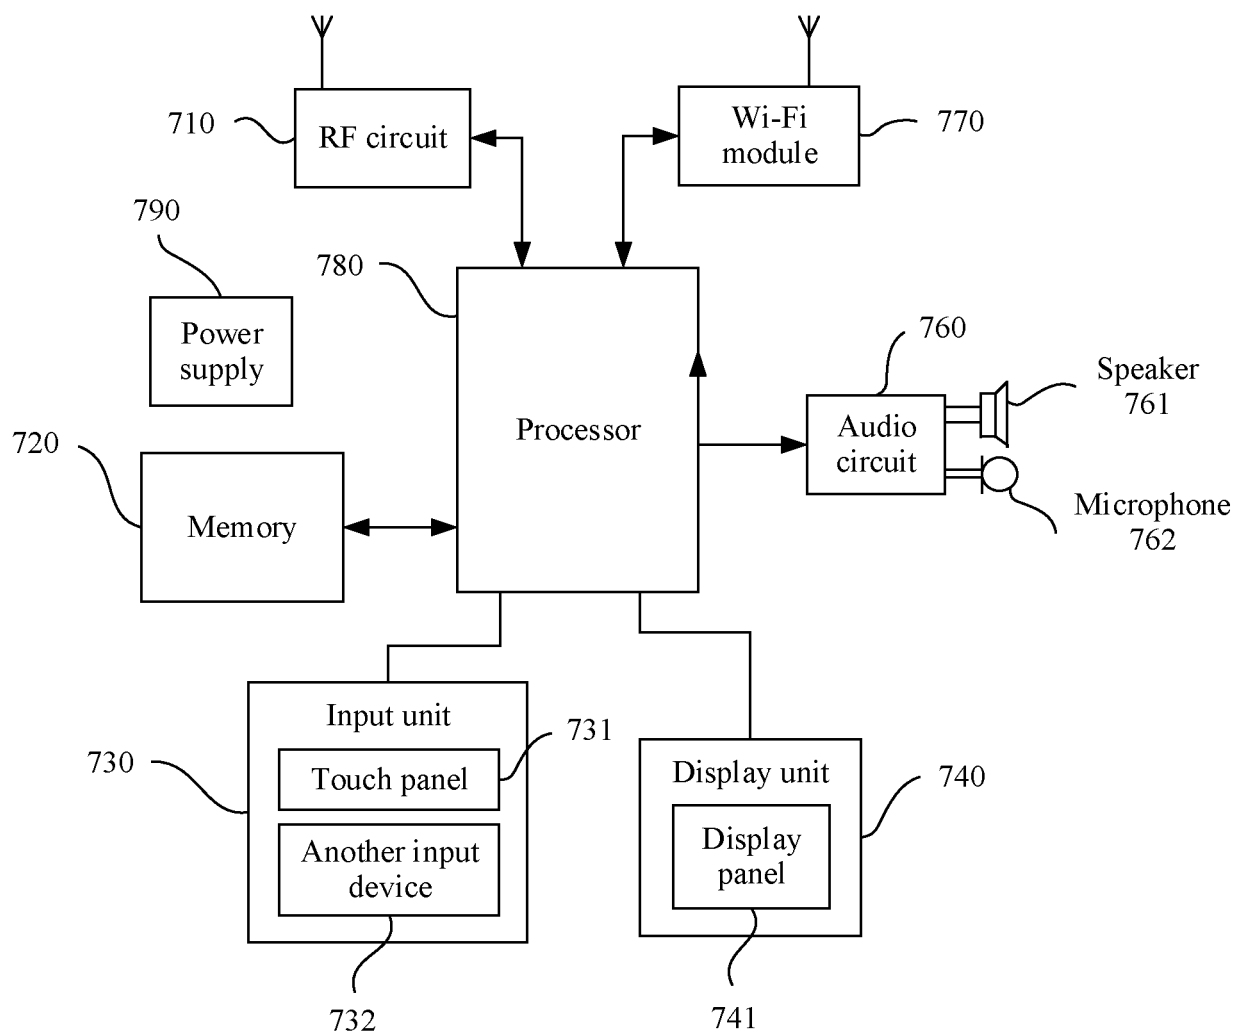 710
RF circuit
Wi-Fi
module
770
790
780
Power
supply
760
Speaker
761
Processor
Audio
circuit
720
Memory
Microphone
762
Input unit
731
730
Touch panel
Display unit
740
Another input
device
Display
panel
732
741